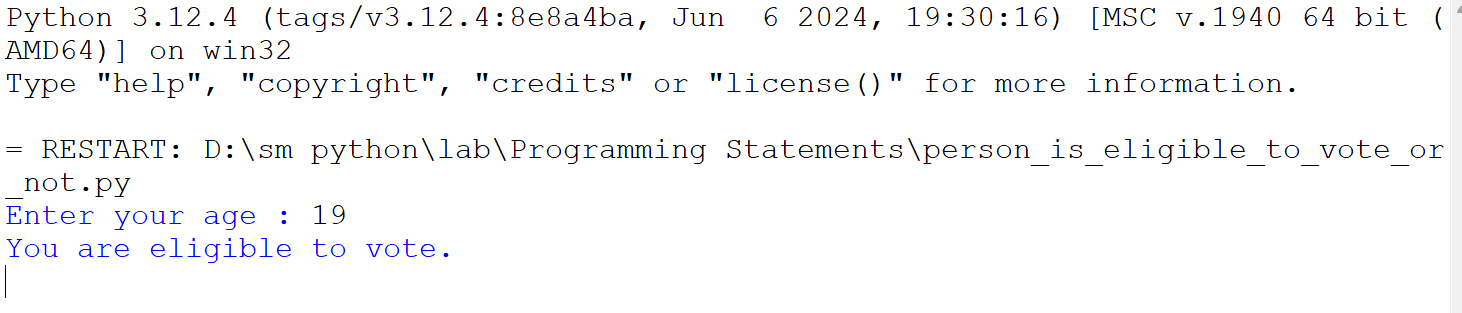 Python 3.12.4 (tags/v3.12.4:8e8a4ba, Jun  6 2024, 19:30:16) [MSC v.1940 64 bit (
AMD64)] on win32
Type "help", "copyright", "credits" or "license()" for more information.
= RESTART: D:\sm python\lab\Programming Statements\person_is_eligible_to_vote_or
_not.py
Enter your age : 19
You are eligible to vote.